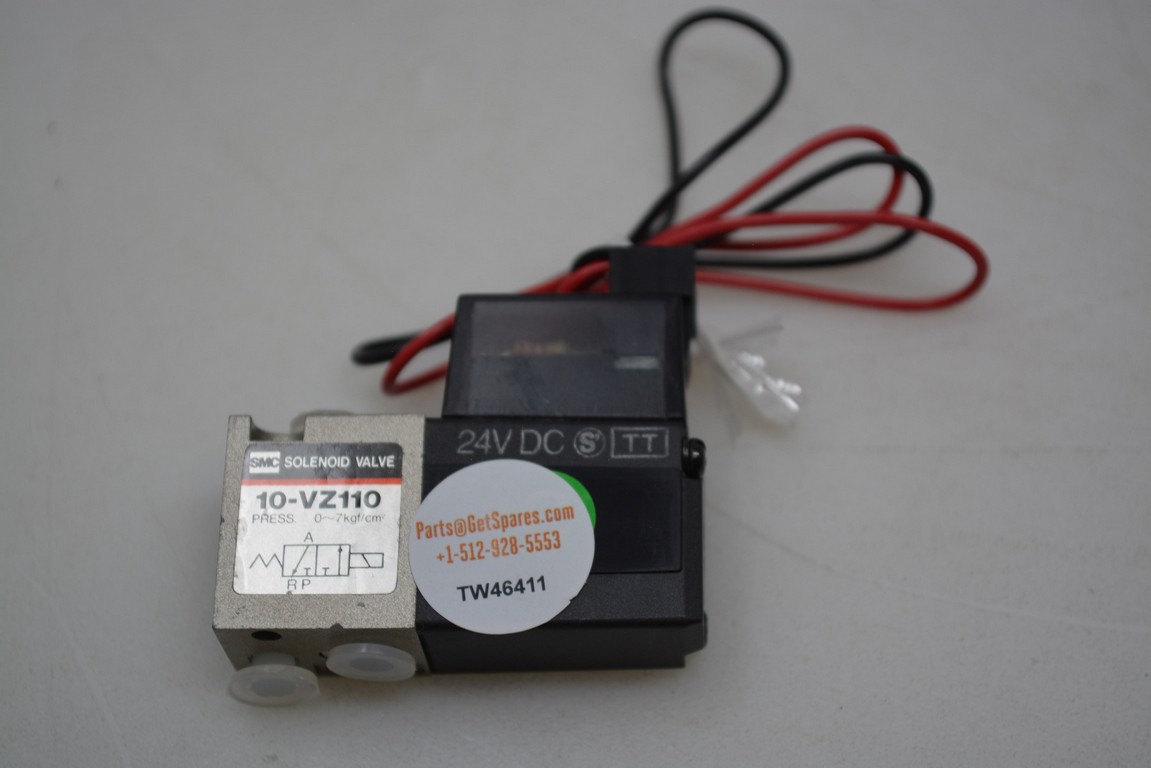 SMC SOLENOID VALVE
10-VZ110
PRESS. 0~7kgf/cm²
A
R P
24V DC S TT
Parts@GetSpares.com
+1-512-928-5553
TW46411